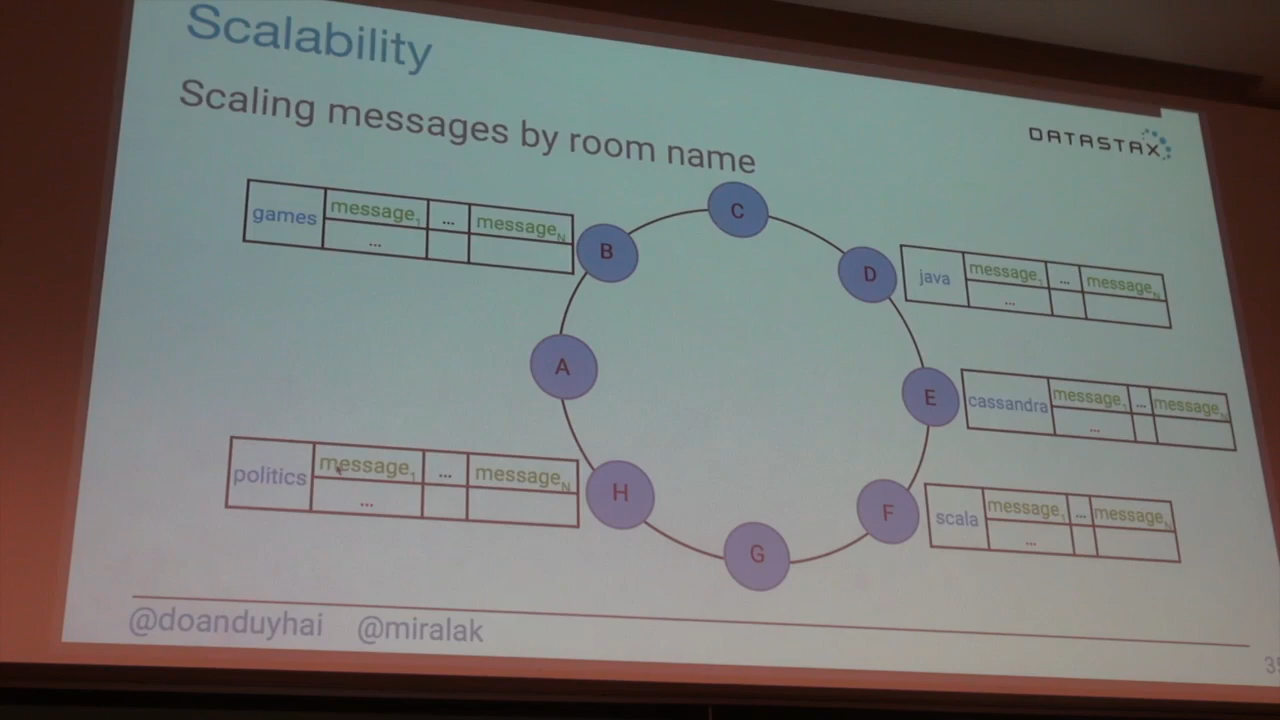 Scalability
Scaling messages by room name
DATASTAX
games message1 ... messageN
...
B
C
D
java message1 ... messageN
...
A
E
cassandra message1 ... messageN
...
politics message1 ... messageN
...
H
G
F
scala message1 ... messageN
...
@doanduyhai @miralak